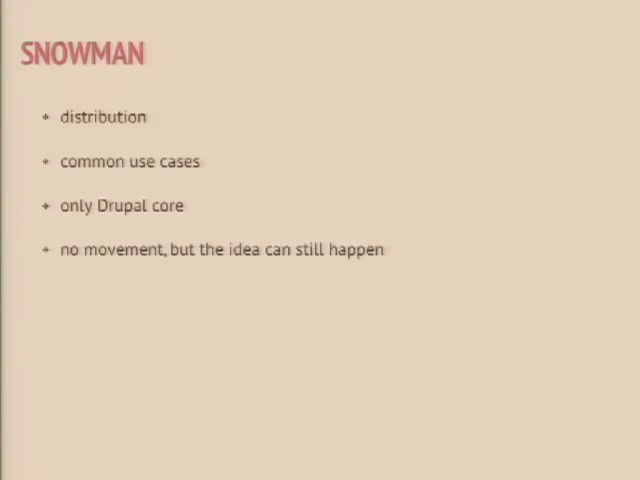 SNOWMAN
distribution
common use cases
only Drupal core
no movement, but the idea can still happen